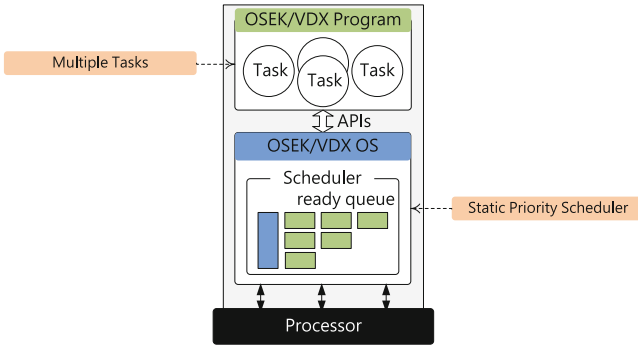 OSEK/VDX Program
Multiple Tasks
Task
Task
Task
APIs
OSEK/VDX OS
Scheduler
ready queue
Static Priority Scheduler
Processor